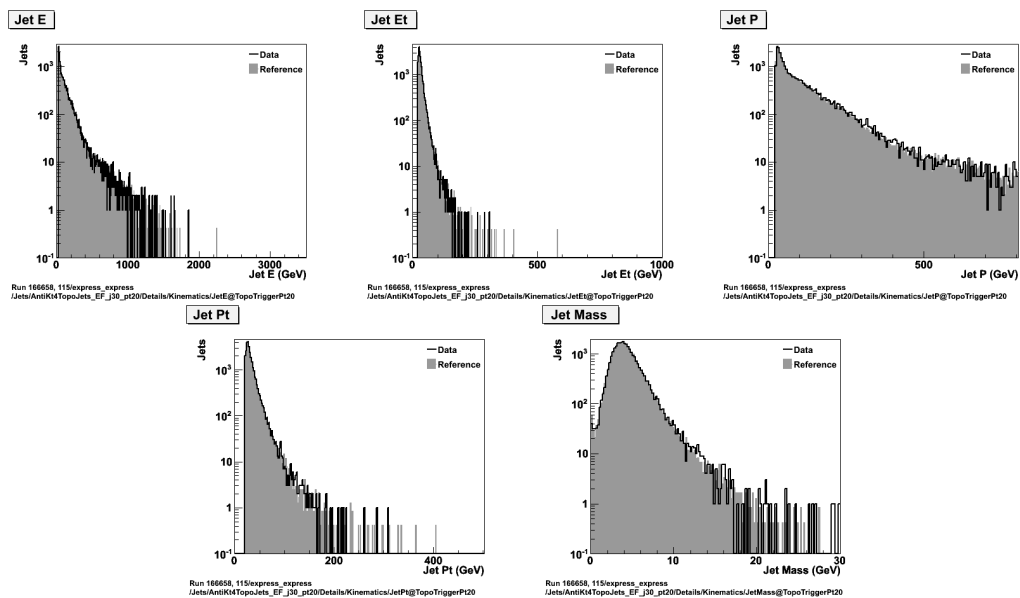 Jet E
Jets
10³
10²
10
1
10⁻¹
Data
Reference
0 1000 2000 3000
Jet E (GeV)
Run 166658, 115/express_express
/Jets/AntiKt4TopoJets_EF_j30_pt20/Details/Kinematics/JetE@TopoTriggerPt20
Jet Et
Jets
10³
10²
10
1
10⁻¹
Data
Reference
0 500 1000
Jet Et (GeV)
Run 166658, 115/express_express
/Jets/AntiKt4TopoJets_EF_j30_pt20/Details/Kinematics/JetEt@TopoTriggerPt20
Jet P
Jets
10³
10²
10
1
10⁻¹
Data
Reference
500
Jet P (GeV)
Run 166658, 115/express_express
/Jets/AntiKt4TopoJets_EF_j30_pt20/Details/Kinematics/JetP@TopoTriggerPt20
Jet Pt
Jets
10³
10²
10
1
10⁻¹
Data
Reference
0 200 400
Jet Pt (GeV)
Run 166658, 115/express_express
/Jets/AntiKt4TopoJets_EF_j30_pt20/Details/Kinematics/JetPt@TopoTriggerPt20
Jet Mass
Jets
10³
10²
10
1
10⁻¹
Data
Reference
0 10 20 30
Jet Mass (GeV)
Run 166658, 115/express_express
/Jets/AntiKt4TopoJets_EF_j30_pt20/Details/Kinematics/JetMass@TopoTriggerPt20